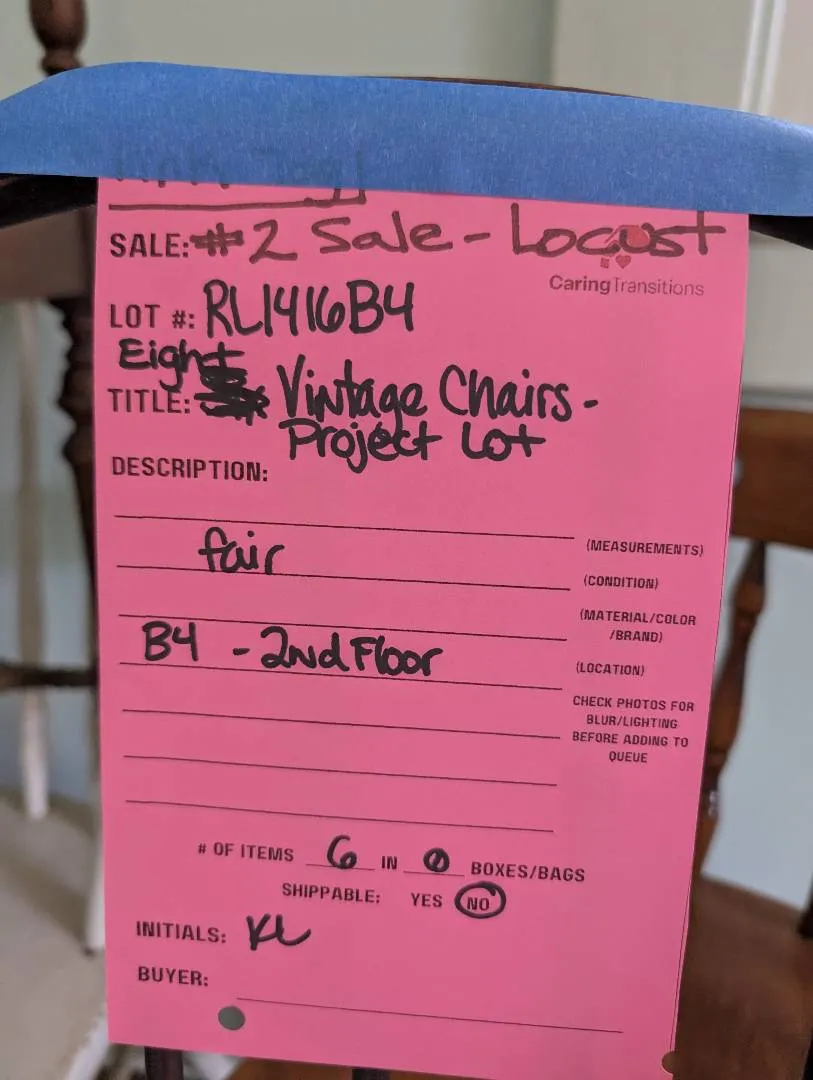 SALE: #2 Sale - Locust
CaringTransitions
LOT #: RL1416B4
Eight
TITLE: Vintage Chairs -
Project Lot
DESCRIPTION:
(MEASUREMENTS)
fair (CONDITION)
(MATERIAL/COLOR
/BRAND)
B4 - 2nd Floor (LOCATION)
CHECK PHOTOS FOR
BLUR/LIGHTING
BEFORE ADDING TO
QUEUE
# OF ITEMS 6 IN 0 BOXES/BAGS
SHIPPABLE: YES NO
INITIALS: KL
BUYER: